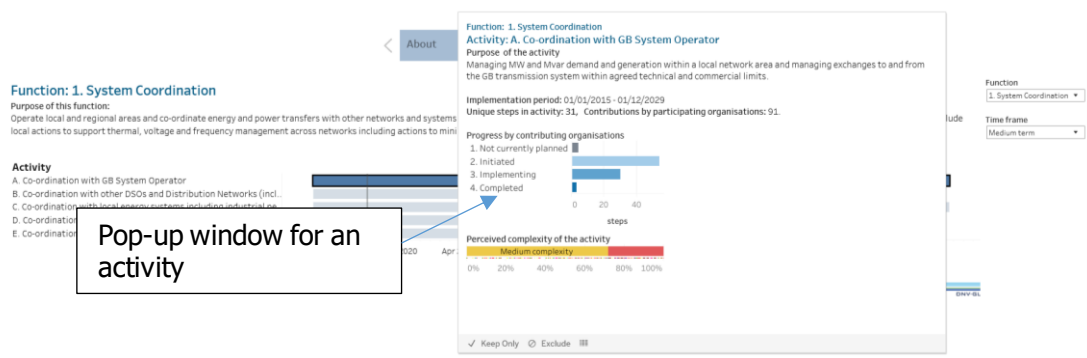 About
Function: 1. System Coordination
Purpose of this function:
Operate local and regional areas and co-ordinate energy and power transfers with other networks and systems
local actions to support thermal, voltage and frequency management across networks including actions to mini
Activity
A. Co-ordination with GB System Operator
B. Co-ordination with other DSOs and Distribution Networks (incl..
C. Co-ordination with local energy systems including industrial pe..
D. Co-ordination
E. Co-ordination
Pop-up window for an
activity
2020 Apr
Function: 1. System Coordination
Activity: A. Co-ordination with GB System Operator
Purpose of the activity
Managing MW and Mvar demand and generation within a local network area and managing exchanges to and from
the GB transmission system within agreed technical and commercial limits.
Implementation period: 01/01/2015 - 01/12/2029
Unique steps in activity: 31, Contributions by participating organisations: 91.
Progress by contributing organisations
1. Not currently planned
2. Initiated
3. Implementing
4. Completed
0 20 40
steps
Perceived complexity of the activity
Medium complexity
0% 20% 40% 60% 80% 100%
Keep Only Exclude
Function
1. System Coordination
Time frame
Medium term
DNV·GL